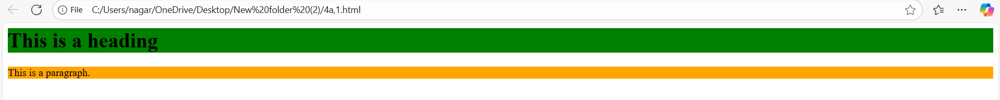 File C:/Users/nagar/OneDrive/Desktop/New%20folder%20(2)/4a,1.html
This is a heading
This is a paragraph.